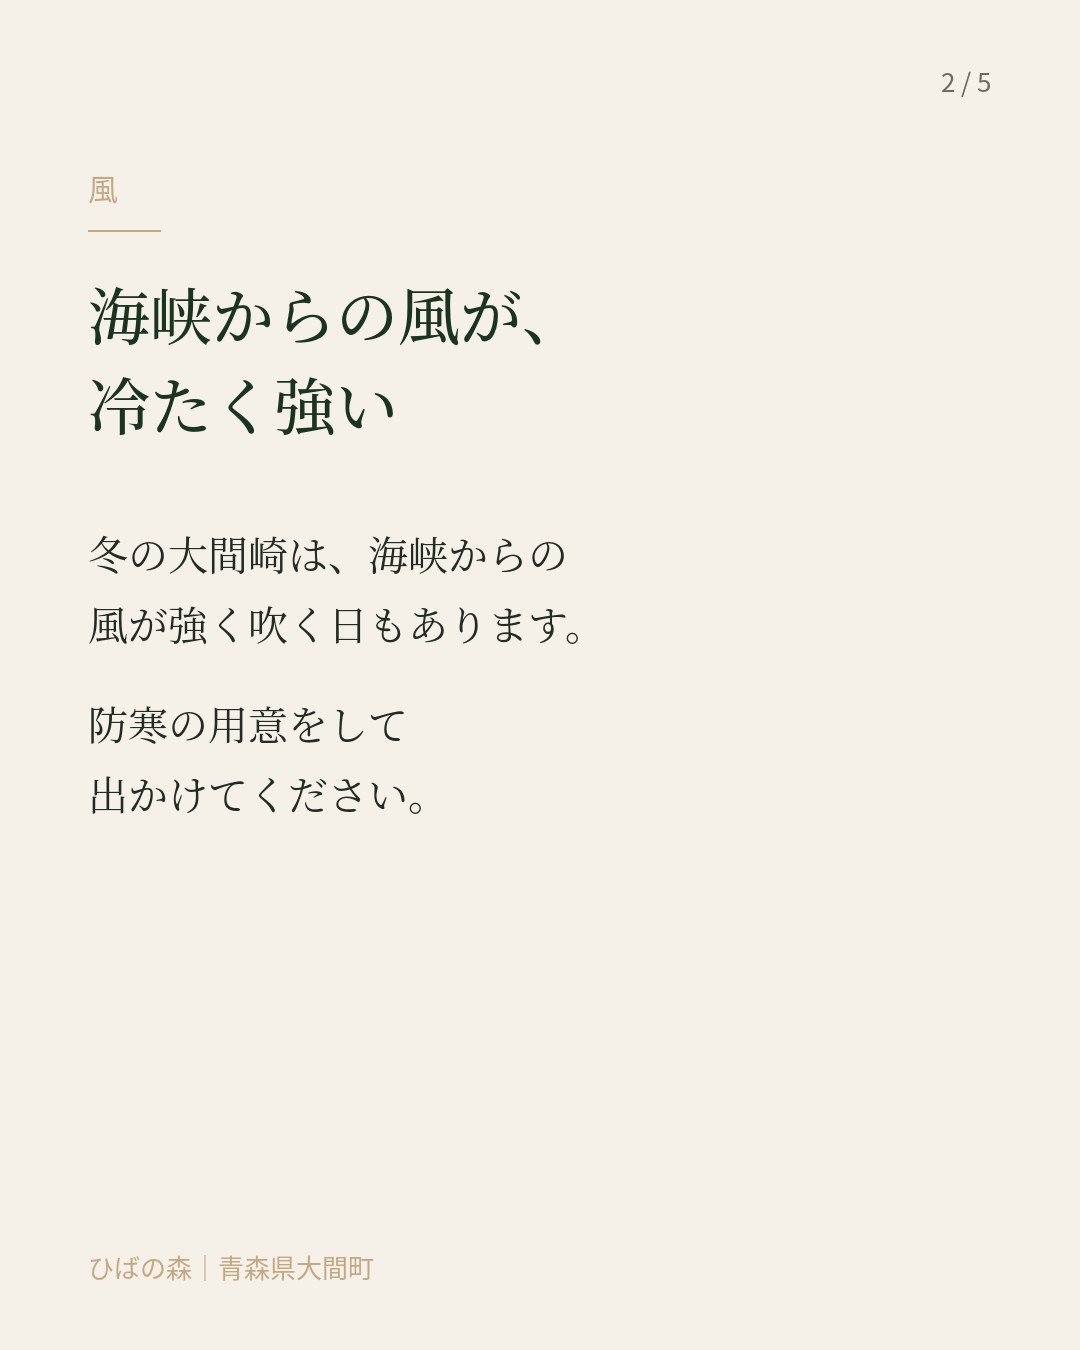 2 / 5
風
海峡からの風が、
冷たく強い
冬の大間崎は、海峡からの
風が強く吹く日もあります。
防寒の用意をして
出かけてください。
ひばの森｜青森県大間町